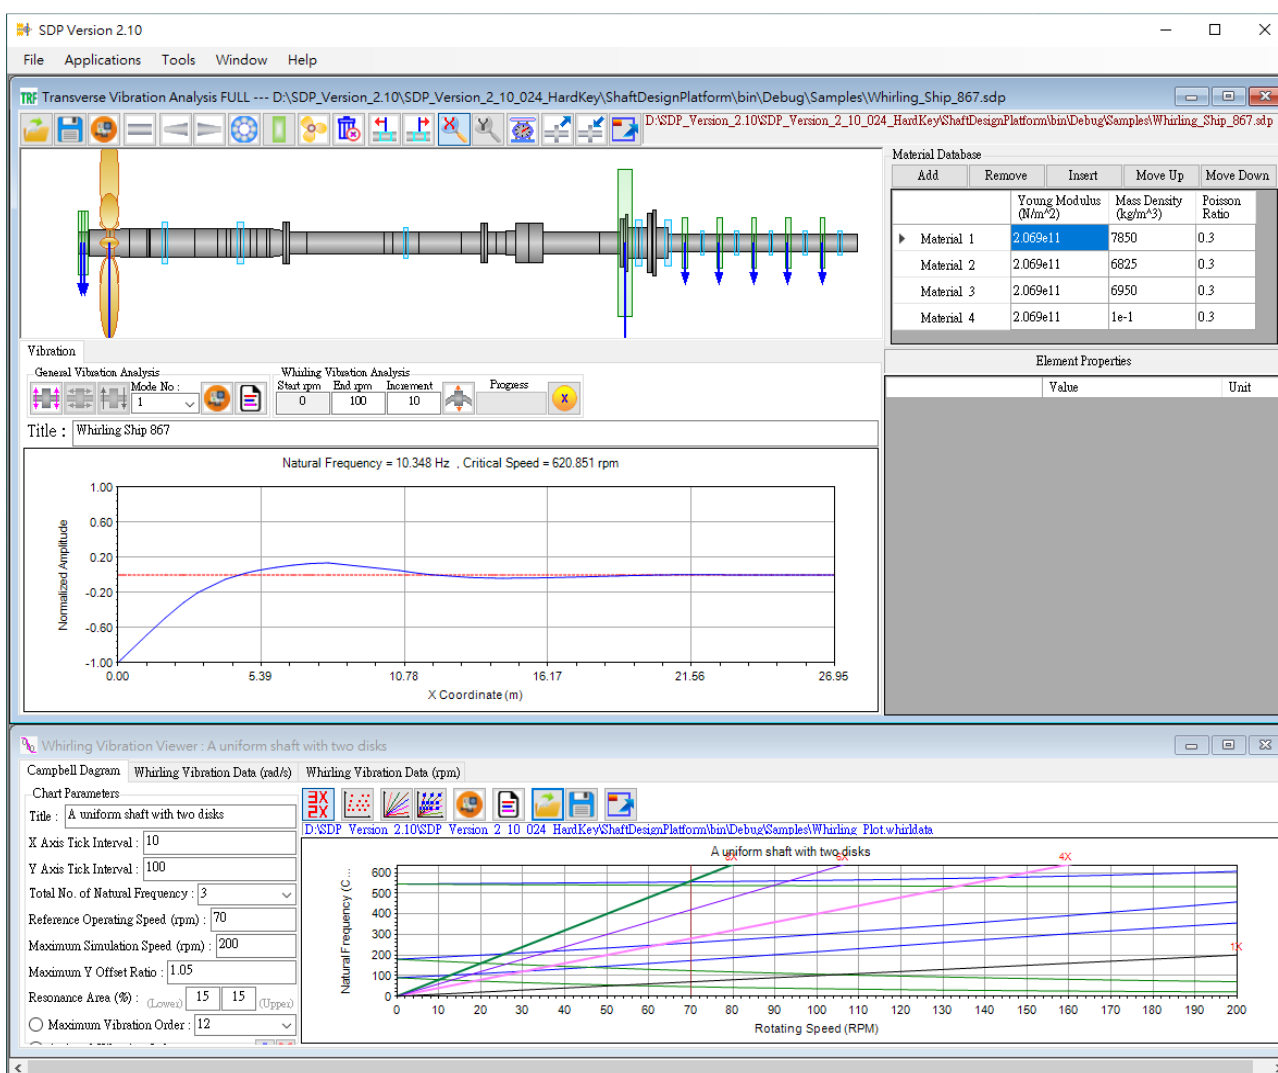 SDP Version 2.10
File Applications Tools Window Help
TRF Transverse Vibration Analysis FULL --- D:\SDP_Version_2.10\SDP_Version_2_10_024_HardKey\ShaftDesignPlatform\bin\Debug\Samples\Whirling_Ship_867.sdp
D:\SDP_Version_2.10\SDP_Version_2_10_024_HardKey\ShaftDesignPlatform\bin\Debug\Samples\Whirling_Ship_867.sdp
Material Database
Add Remove Insert Move Up Move Down
Young Modulus (N/m^2) Mass Density (kg/m^3) Poisson Ratio
Material 1 2.069e11 7850 0.3
Material 2 2.069e11 6825 0.3
Material 3 2.069e11 6950 0.3
Material 4 2.069e11 1e-1 0.3
Element Properties
Value Unit
Vibration
General Vibration Analysis
Mode No :
1
Whirling Vibration Analysis
Start rpm End rpm Increment Progress
0 100 10 X
Title : Whirling Ship 867
Natural Frequency = 10.348 Hz , Critical Speed = 620.851 rpm
Normalized Amplitude
1.00
0.60
0.20
-0.20
-0.60
-1.00
0.00 5.39 10.78 16.17 21.56 26.95
X Coordinate (m)
Whirling Vibration Viewer : A uniform shaft with two disks
Campbell Dagram Whirling Vibration Data (rad/s) Whirling Vibration Data (rpm)
Chart Parameters
Title : A uniform shaft with two disks
X Axis Tick Interval : 10
Y Axis Tick Interval : 100
Total No. of Natural Frequency : 3
Reference Operating Speed (rpm) : 70
Maximum Simulation Speed (rpm) : 200
Maximum Y Offset Ratio : 1.05
Resonance Area (%) : (Lower) 15 15 (Upper)
Maximum Vibration Order : 12
D:\SDP_Version_2.10\SDP_Version_2_10_024_HardKey\ShaftDesignPlatform\bin\Debug\Samples\Whirling_Plot.whirldata
A uniform shaft with two disks
8X 6X 4X
1X
Natural Frequency (C...
600
500
400
300
200
100
0
0 10 20 30 40 50 60 70 80 90 100 110 120 130 140 150 160 170 180 190 200
Rotating Speed (RPM)